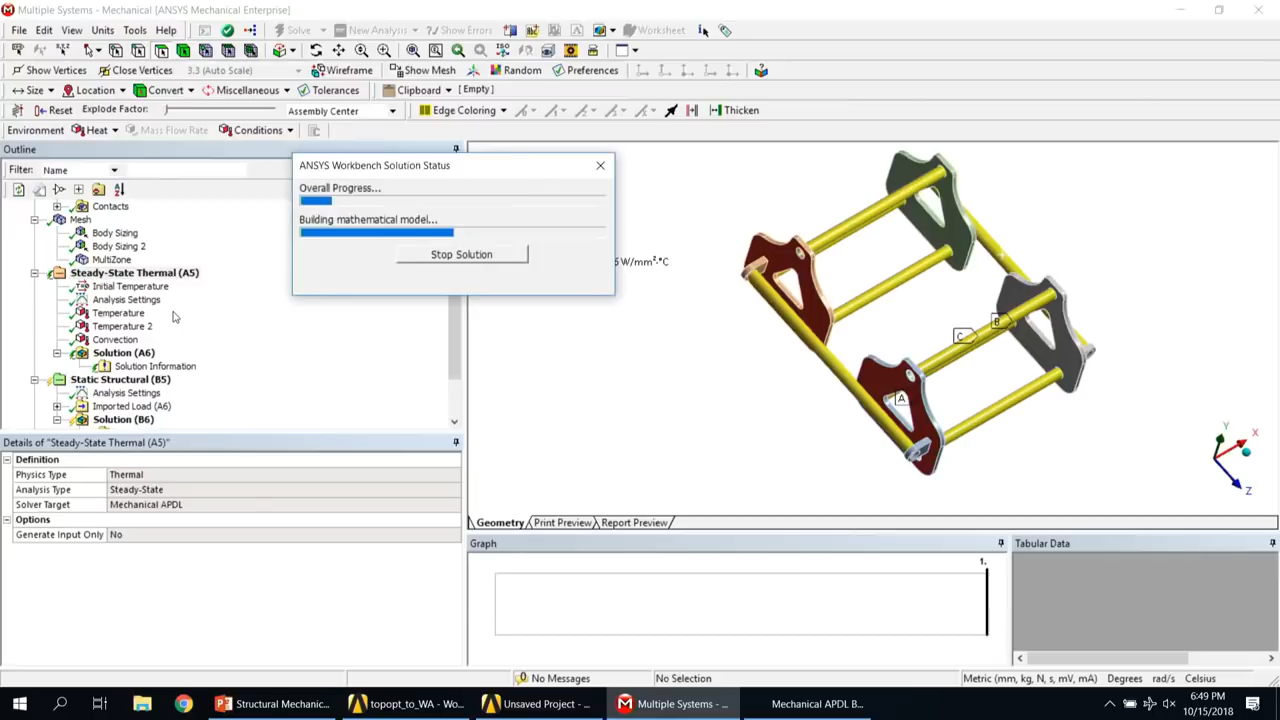 Multiple Systems - Mechanical [ANSYS Mechanical Enterprise]
File Edit View Units Tools Help Solve New Analysis Show Errors Worksheet
Show Vertices Close Vertices 3.3 (Auto Scale) Wireframe Show Mesh Random Preferences
Size Location Convert Miscellaneous Tolerances Clipboard [Empty]
Reset Explode Factor: Assembly Center Edge Coloring Thicken
Environment Heat Mass Flow Rate Conditions
Outline
Filter: Name
Contacts
Mesh
Body Sizing
Body Sizing 2
MultiZone
Steady-State Thermal (A5)
Initial Temperature
Analysis Settings
Temperature
Temperature 2
Convection
Solution (A6)
Solution Information
Static Structural (B5)
Analysis Settings
Imported Load (A6)
Solution (B6)
ANSYS Workbench Solution Status
Overall Progress...
Building mathematical model...
Stop Solution
W/mm²·°C
B
C
A
Y
X
Z
Details of "Steady-State Thermal (A5)"
Definition
Physics Type Thermal
Analysis Type Steady-State
Solver Target Mechanical APDL
Options
Generate Input Only No
Geometry Print Preview Report Preview
Graph
1.
Tabular Data
No Messages No Selection Metric (mm, kg, N, s, mV, mA) Degrees rad/s Celsius
Structural Mechanic... topopt_to_WA - Wo... Unsaved Project - ... Multiple Systems - ... Mechanical APDL B...
6:49 PM
10/15/2018